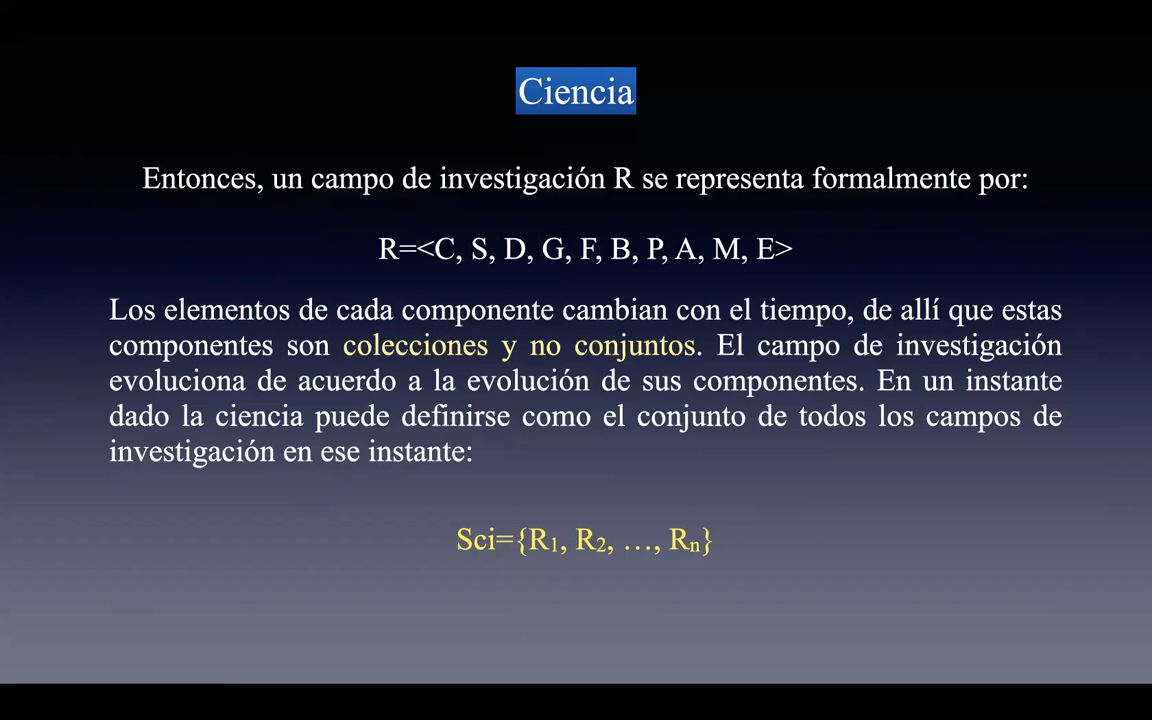 Ciencia
Entonces, un campo de investigación R se representa formalmente por:
R=<C, S, D, G, F, B, P, A, M, E>
Los elementos de cada componente cambian con el tiempo, de allí que estas
componentes son colecciones y no conjuntos. El campo de investigación
evoluciona de acuerdo a la evolución de sus componentes. En un instante
dado la ciencia puede definirse como el conjunto de todos los campos de
investigación en ese instante:
Sci={R₁, R₂, …, Rₙ}